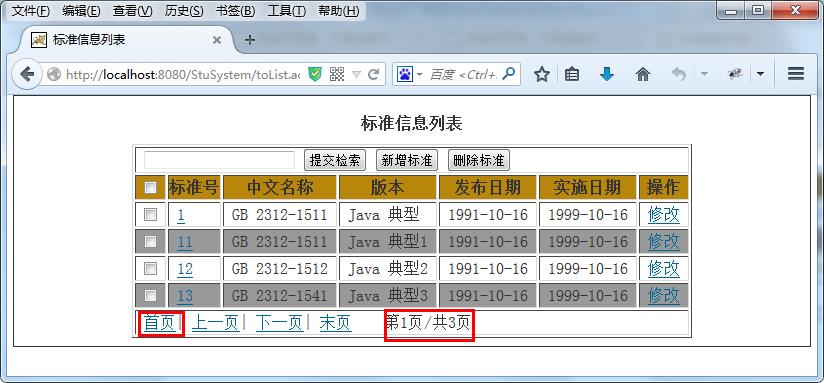 文件(F) 编辑(E) 查看(V) 历史(S) 书签(B) 工具(T) 帮助(H)
标准信息列表
http://localhost:8080/StuSystem/toList.ac
百度 <Ctrl+.
标准信息列表
提交检索 新增标准 删除标准
标准号 中文名称 版本 发布日期 实施日期 操作
1 GB 2312-1511 Java 典型 1991-10-16 1999-10-16 修改
11 GB 2312-1511 Java 典型1 1991-10-16 1999-10-16 修改
12 GB 2312-1512 Java 典型2 1991-10-16 1999-10-16 修改
13 GB 2312-1541 Java 典型3 1991-10-16 1999-10-16 修改
首页| 上一页| 下一页| 末页 第1页/共3页